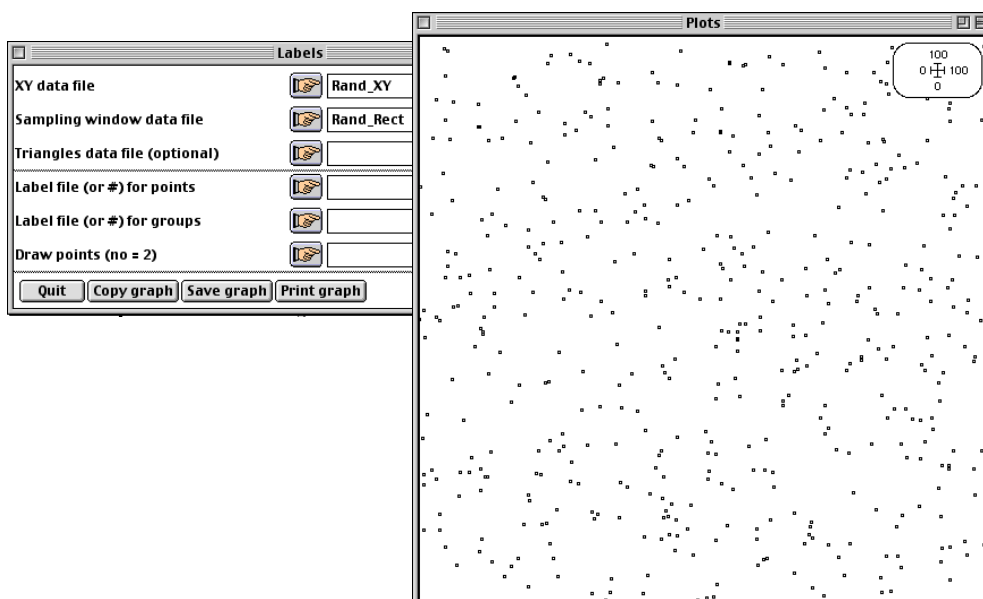 Labels
XY data file Rand_XY
Sampling window data file Rand_Rect
Triangles data file (optional)
Label file (or #) for points
Label file (or #) for groups
Draw points (no = 2)
Quit Copy graph Save graph Print graph
Plots
100
0 100
0